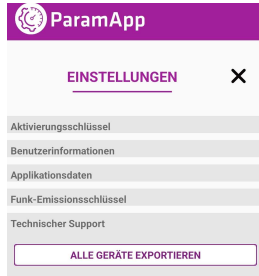 ParamApp
EINSTELLUNGEN
Aktivierungsschlüssel
Benutzerinformationen
Applikationsdaten
Funk-Emissionsschlüssel
Technischer Support
ALLE GERÄTE EXPORTIEREN